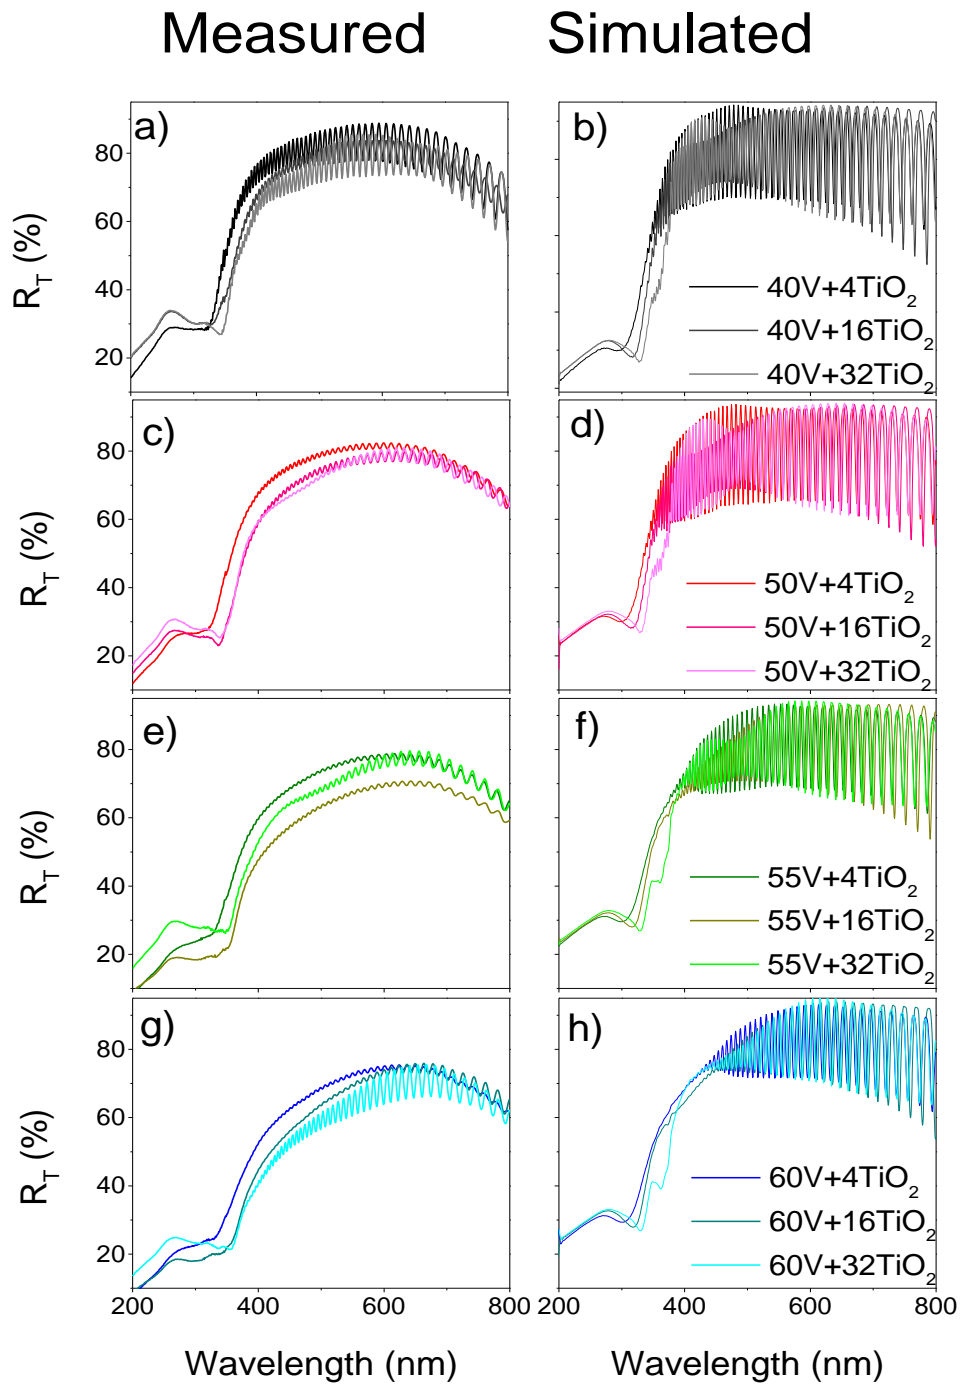 Measured Simulated
a) b)
80
60
40
20
R_T (%)
40V+4TiO₂
40V+16TiO₂
40V+32TiO₂
c) d)
80
60
40
20
R_T (%)
50V+4TiO₂
50V+16TiO₂
50V+32TiO₂
e) f)
80
60
40
20
R_T (%)
55V+4TiO₂
55V+16TiO₂
55V+32TiO₂
g) h)
80
60
40
20
R_T (%)
60V+4TiO₂
60V+16TiO₂
60V+32TiO₂
200 400 600 800 200 400 600 800
Wavelength (nm) Wavelength (nm)